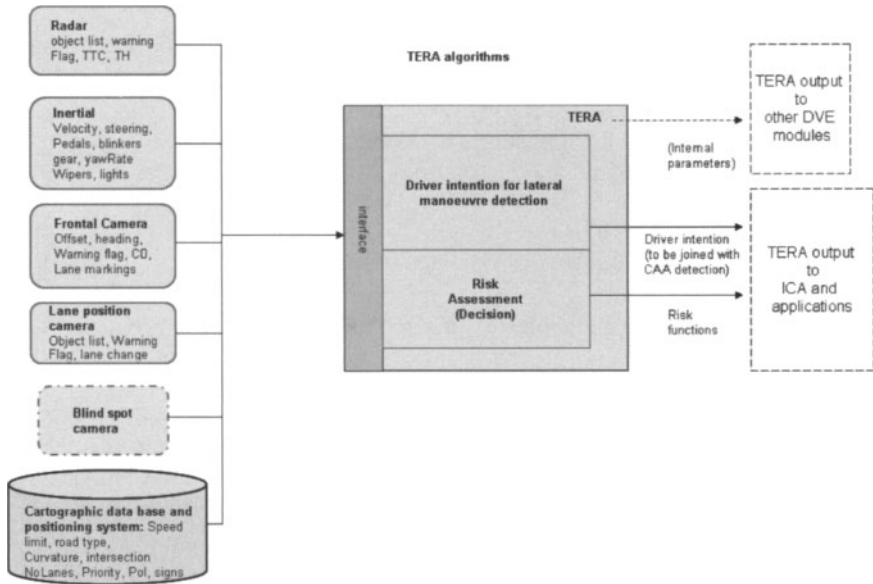 Radar
object list, warning
Flag, TTC, TH
Inertial
Velocity, steering,
Pedals, blinkers
gear, yawRate
Wipers, lights
Frontal Camera
Offset, heading,
Warning flag, C0,
Lane markings
Lane position
camera
Object list, Warning
Flag, lane change
Blind spot
camera
Cartographic data base and
positioning system: Speed
limit, road type,
Curvature, intersection
NoLanes, Priority, PoI, signs
TERA algorithms
TERA
interface
Driver intention for lateral
manoeuvre detection
Risk
Assessment
(Decision)
(Internal
parameters)
Driver intention
(to be joined with
CAA detection)
Risk
functions
TERA output
to
other DVE
modules
TERA output
to
ICA and
applications